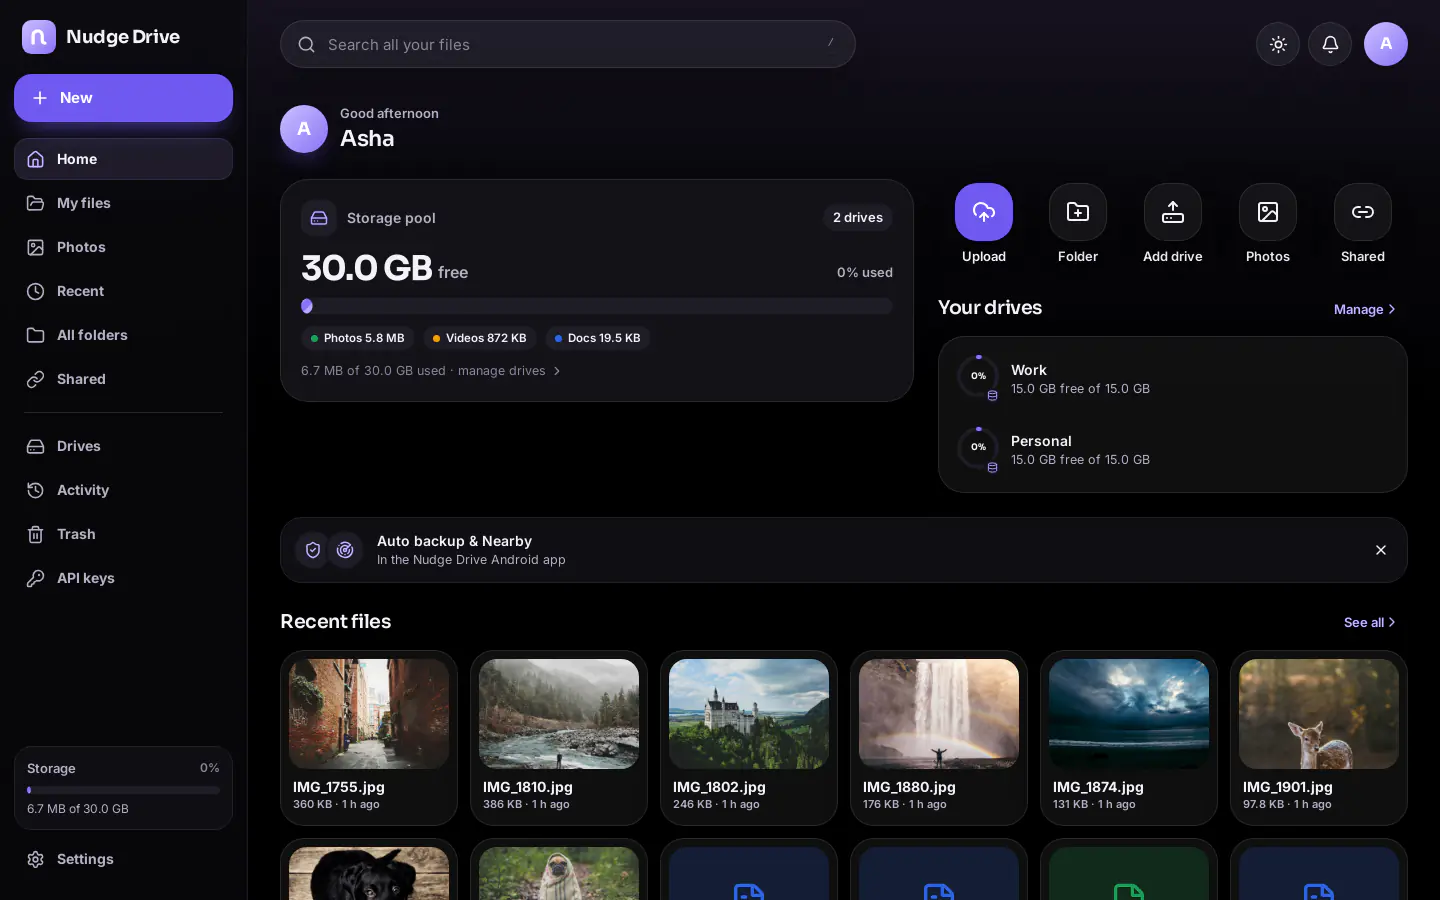 Nudge Drive
New
Home
My files
Photos
Recent
All folders
Shared
Drives
Activity
Trash
API keys
Storage 0%
6.7 MB of 30.0 GB
Settings
Search all your files /
A
A
Good afternoon
Asha
Storage pool 2 drives
30.0 GB free 0% used
Photos 5.8 MB Videos 872 KB Docs 19.5 KB
6.7 MB of 30.0 GB used · manage drives
Upload Folder Add drive Photos Shared
Your drives Manage
0% Work
15.0 GB free of 15.0 GB
0% Personal
15.0 GB free of 15.0 GB
Auto backup & Nearby
In the Nudge Drive Android app
Recent files See all
IMG_1755.jpg
360 KB · 1 h ago
IMG_1810.jpg
386 KB · 1 h ago
IMG_1802.jpg
246 KB · 1 h ago
IMG_1880.jpg
176 KB · 1 h ago
IMG_1874.jpg
131 KB · 1 h ago
IMG_1901.jpg
97.8 KB · 1 h ago